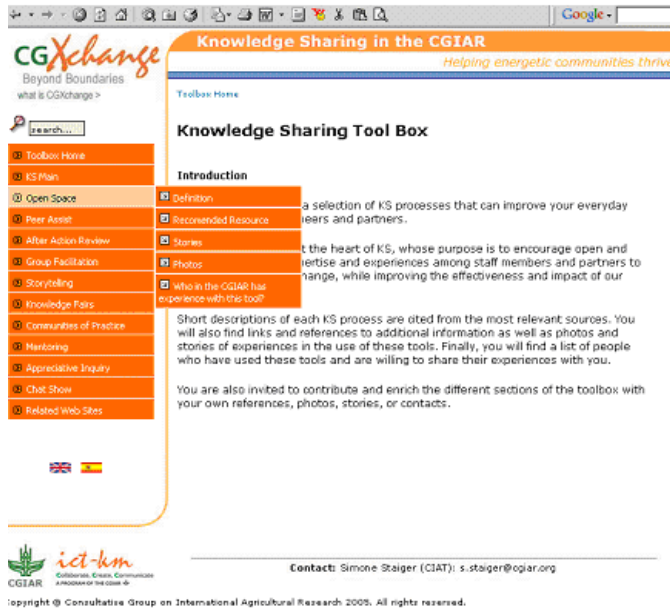 Google
CGXchange
Beyond Boundaries
what is CGXchange >
search...
Knowledge Sharing in the CGIAR
Helping energetic communities thrive
Toolbox Home
Toolbox Home
KS Main
Open Space
Peer Assist
After Action Review
Group Facilitation
Storytelling
Knowledge Fairs
Communities of Practice
Mentoring
Appreciative Inquiry
Chat Show
Related Web Sites
Definition
Recomended Resource
Stories
Photos
Who in the CGIAR has
experience with this tool?
Knowledge Sharing Tool Box
Introduction
a selection of KS processes that can improve your everyday
eers and partners.
t the heart of KS, whose purpose is to encourage open and
ertise and experiences among staff members and partners to
hange, while improving the effectiveness and impact of our
Short descriptions of each KS process are cited from the most relevant sources. You
will also find links and references to additional information as well as photos and
stories of experiences in the use of these tools. Finally, you will find a list of people
who have used these tools and are willing to share their experiences with you.
You are also invited to contribute and enrich the different sections of the toolbox with
your own references, photos, stories, or contacts.
CGIAR
ict-km
Collaborate, Create, Communicate
A PROGRAM OF THE CGIAR
Contact: Simone Staiger (CIAT): s.staiger@cgiar.org
Copyright © Consultative Group on International Agricultural Research 2005. All rights reserved.